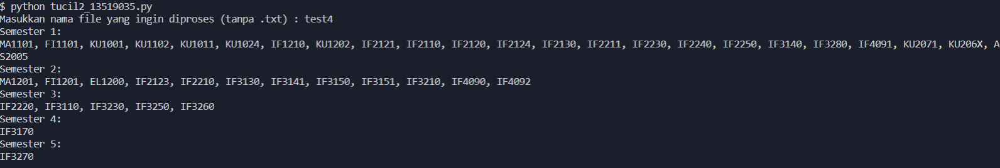 $ python tucil2_13519035.py
Masukkan nama file yang ingin diproses (tanpa .txt) : test4
Semester 1:
MA1101, FI1101, KU1001, KU1102, KU1011, KU1024, IF1210, KU1202, IF2121, IF2110, IF2120, IF2124, IF2130, IF2211, IF2230, IF2240, IF2250, IF3140, IF3280, IF4091, KU2071, KU206X, A
S2005
Semester 2:
MA1201, FI1201, EL1200, IF2123, IF2210, IF3130, IF3141, IF3150, IF3151, IF3210, IF4090, IF4092
Semester 3:
IF2220, IF3110, IF3230, IF3250, IF3260
Semester 4:
IF3170
Semester 5:
IF3270